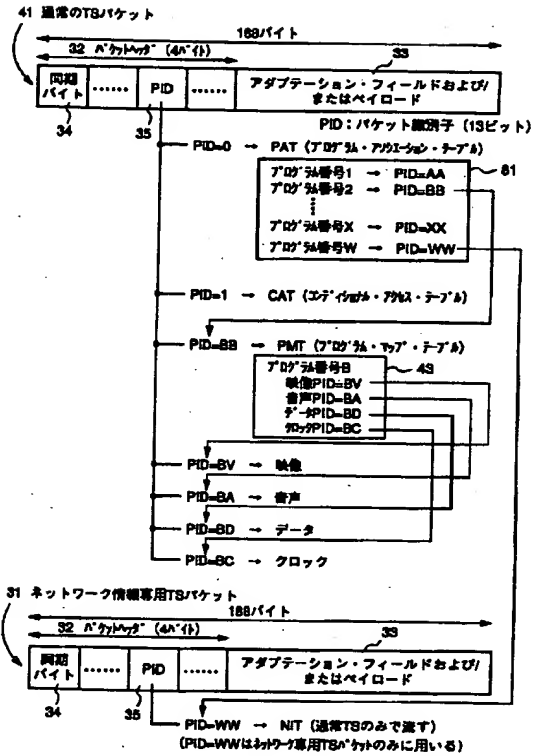 41 通常のTSパケット
188バイト
32 パケットヘッダ (4バイト)
33
同期バイト
……
PID
……
アダプテーション・フィールドおよび/
またはペイロード
34
35
PID：パケット識別子 (13ビット)
PID=0 → PAT (プログラム・アソシエーション・テーブル)
81
プログラム番号1 → PID=AA
プログラム番号2 → PID=BB
プログラム番号X → PID=XX
プログラム番号W → PID=WW
PID=1 → CAT (コンディショナル・アクセス・テーブル)
PID=BB → PMT (プログラム・マップ・テーブル)
43
プログラム番号B
映像PID=BV
音声PID=BA
データPID=BD
クロックPID=BC
PID=BV → 映像
PID=BA → 音声
PID=BD → データ
PID=BC → クロック
31 ネットワーク情報専用TSパケット
188バイト
32 パケットヘッダ (4バイト)
33
同期バイト
……
PID
……
アダプテーション・フィールドおよび/
またはペイロード
34
35
PID=WW → NIT (通常TSのみで流す)
(PID=WWはネットワーク専用TSパケットのみに用いる)